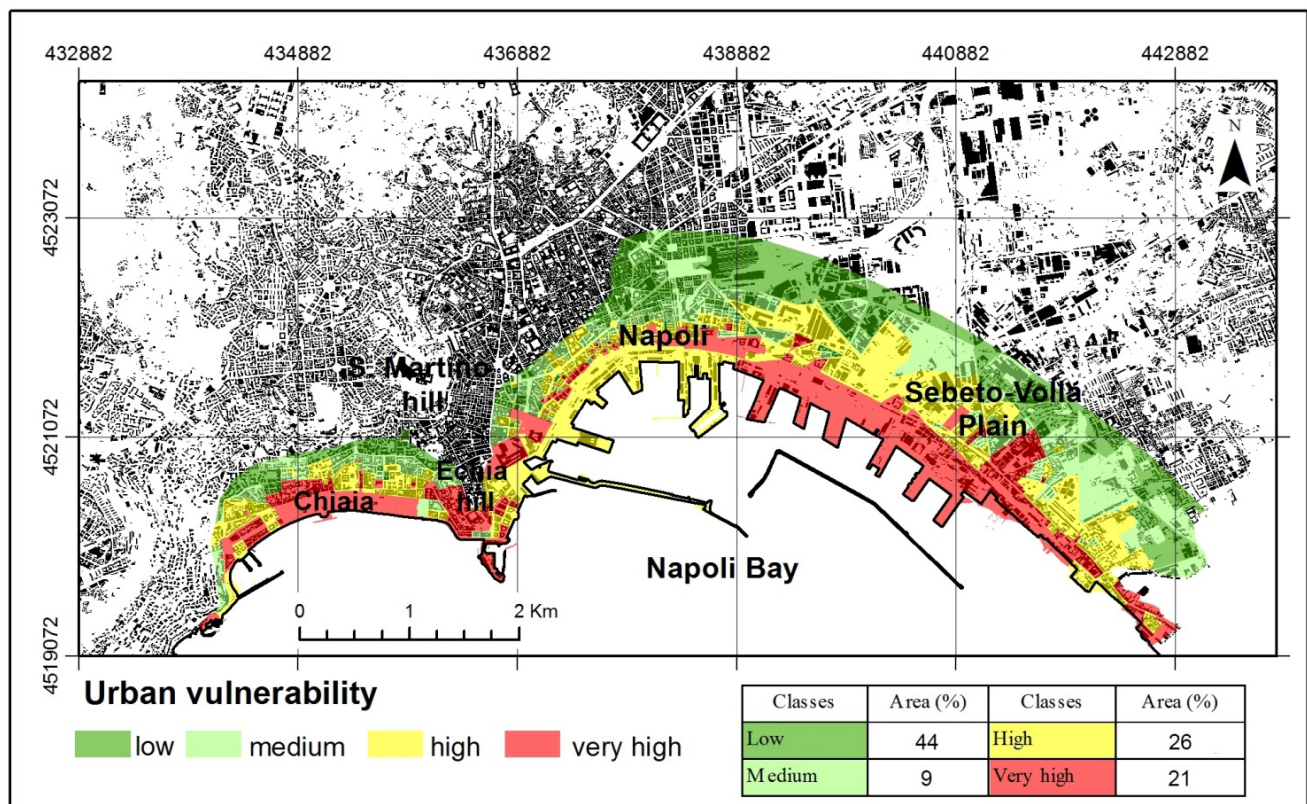 432882 434882 436882 438882 440882 442882
N
4523072
Napoli
S. Martino
hill
Sebeto-Volla
Plain
4521072
Echia
hill
Chiaia
Napoli Bay
0 1 2 Km
4519072
Urban vulnerability
low medium high very high
Classes Area (%) Classes Area (%)
Low 44 High 26
Medium 9 Very high 21